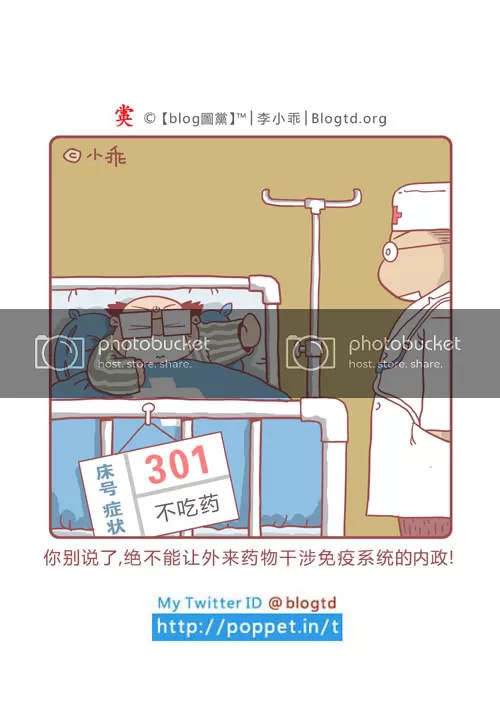 黨 © 【blog圖黨】™ | 李小乖 | Blogtd.org
© 小乖
photobucket photobucket
host. store. share. host. store. share.
床号 301
症状 不吃药
你别说了,绝不能让外来药物干涉免疫系统的内政!
My Twitter ID @blogtd
http://poppet.in/t